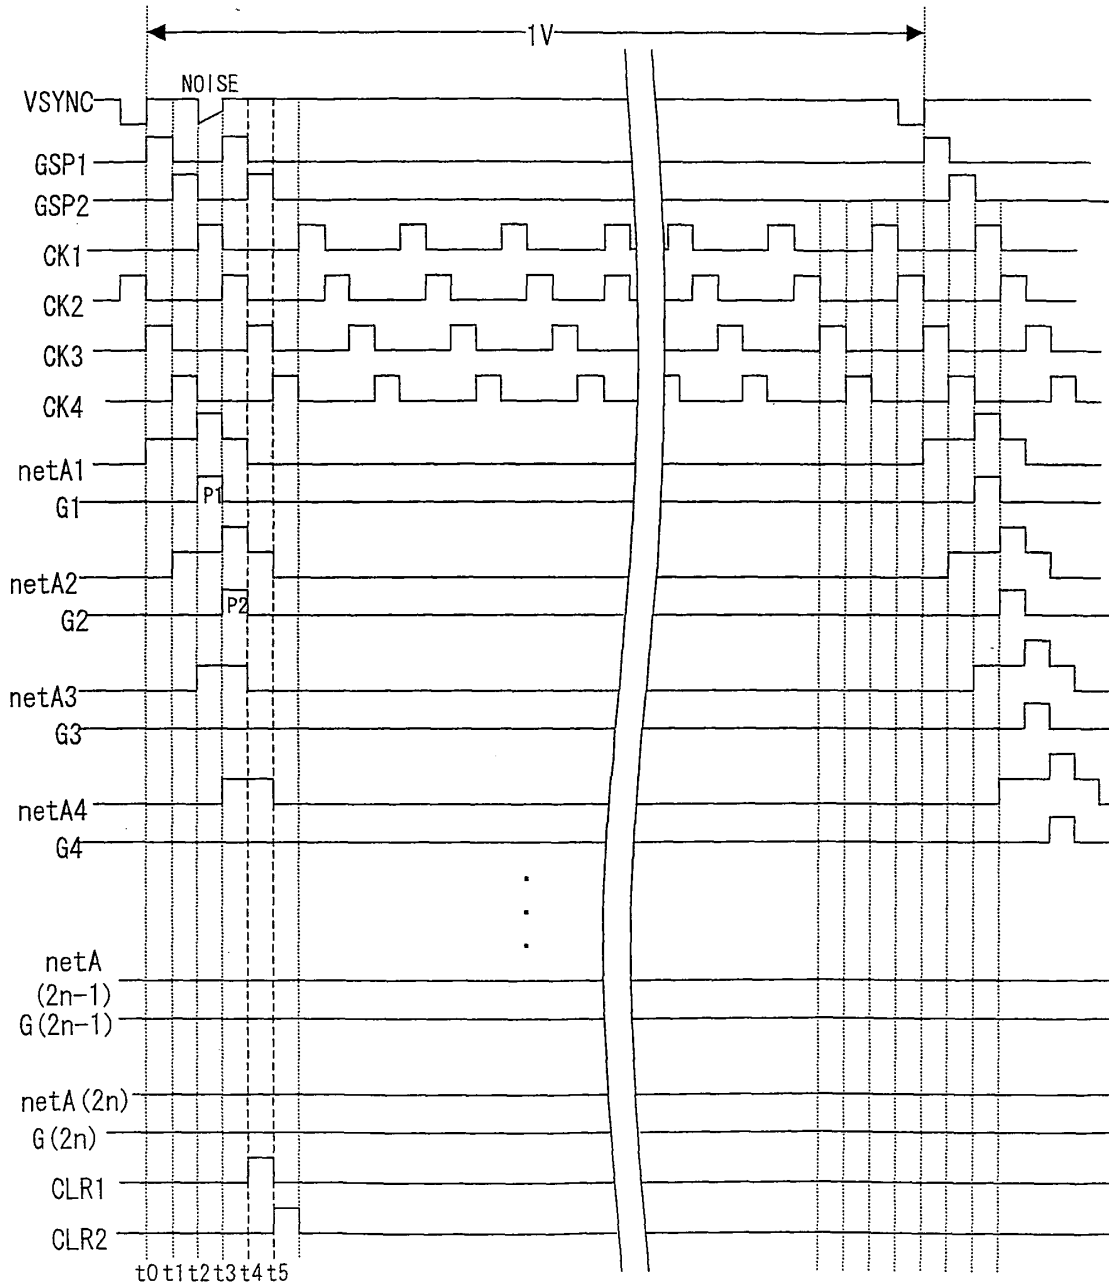 1V
NOISE
VSYNC
GSP1
GSP2
CK1
CK2
CK3
CK4
netA1
P1
G1
netA2
P2
G2
netA3
G3
netA4
G4
netA
(2n-1)
G(2n-1)
netA(2n)
G(2n)
CLR1
CLR2
t0 t1 t2 t3 t4 t5